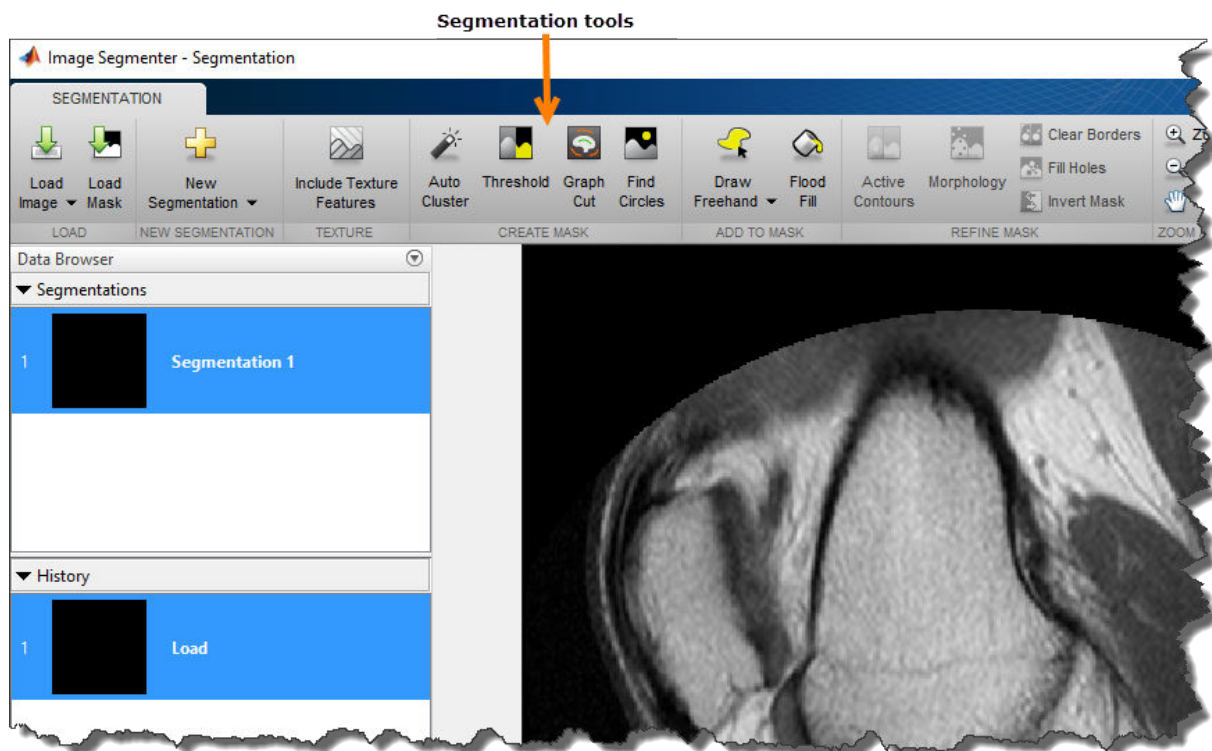 Segmentation tools
Image Segmenter - Segmentation
SEGMENTATION
Load Image
Load Mask
New Segmentation
Include Texture Features
Auto Cluster
Threshold
Graph Cut
Find Circles
Draw Freehand
Flood Fill
Active Contours
Morphology
Clear Borders
Fill Holes
Invert Mask
LOAD
NEW SEGMENTATION
TEXTURE
CREATE MASK
ADD TO MASK
REFINE MASK
ZOOM
Data Browser
Segmentations
1 Segmentation 1
History
1 Load